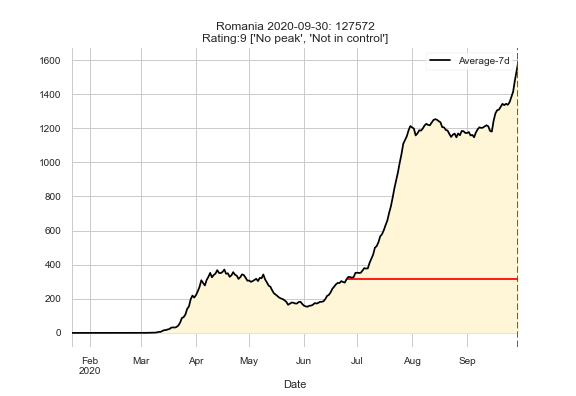 Romania 2020-09-30: 127572
Rating:9 ['No peak', 'Not in control']
Average-7d
1600
1400
1200
1000
800
600
400
200
0
Feb Mar Apr May Jun Jul Aug Sep
2020
Date